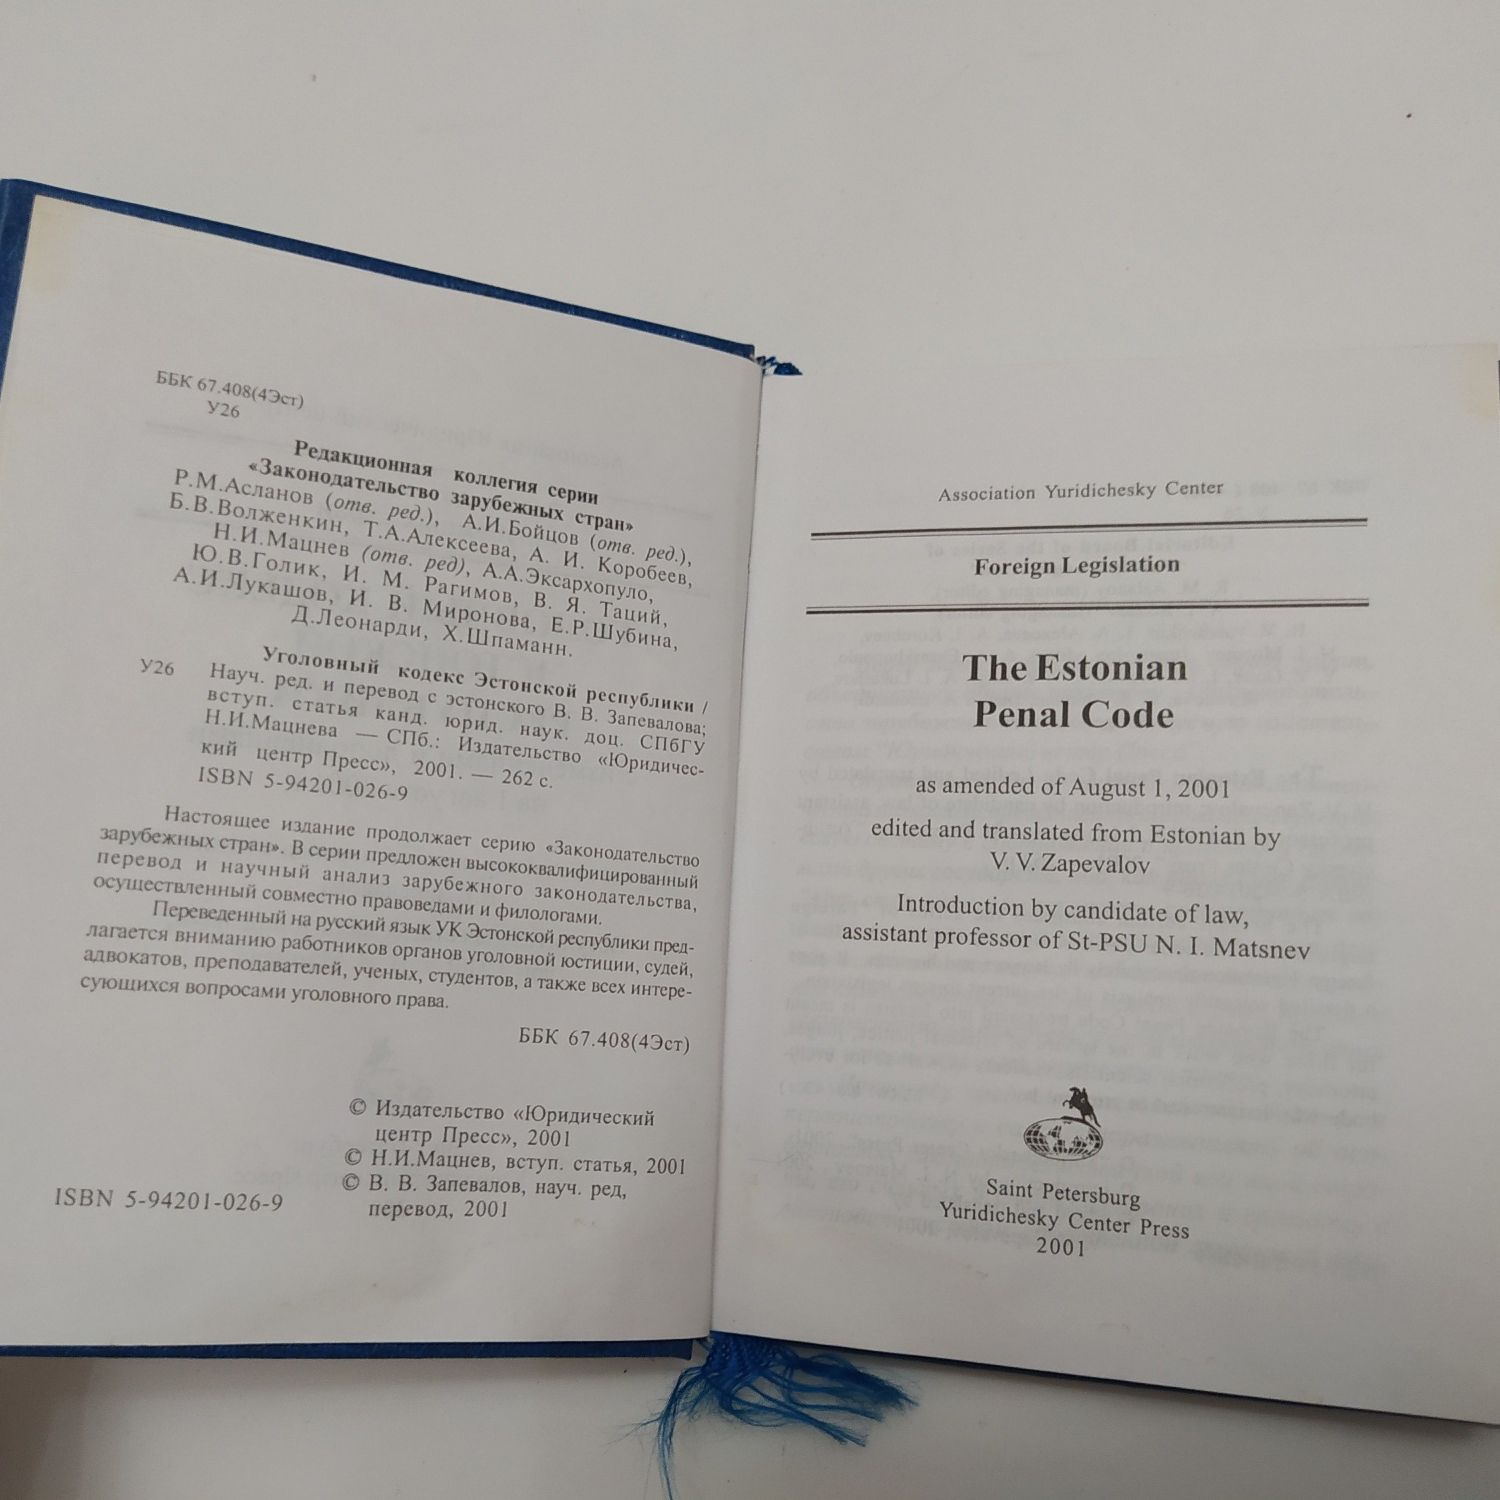 ББК 67.408(4Эст)
У26
Редакционная коллегия серии
«Законодательство зарубежных стран»
Р.М.Асланов (отв. ред.), А.И.Бойцов (отв. ред.),
Б.В.Волженкин, Т.А.Алексеева, А. И. Коробеев,
Н.И.Мацнев (отв. ред), А.А.Эксархопуло,
Ю.В.Голик, И. М. Рагимов, В. Я. Таций,
А.И.Лукашов, И. В. Миронова, Е.Р.Шубина,
Д.Леонарди, Х.Шпаманн.
Уголовный кодекс Эстонской республики /
У26 Науч. ред. и перевод с эстонского В. В. Запевалова;
вступ. статья канд. юрид. наук. доц. СПбГУ
Н.И.Мацнева — СПб.: Издательство «Юридичес-
кий центр Пресс», 2001. — 262 с.
ISBN 5-94201-026-9
Настоящее издание продолжает серию «Законодательство
зарубежных стран». В серии предложен высококвалифицированный
перевод и научный анализ зарубежного законодательства,
осуществленный совместно правоведами и филологами.
Переведенный на русский язык УК Эстонской республики пред-
лагается вниманию работников органов уголовной юстиции, судей,
адвокатов, преподавателей, ученых, студентов, а также всех интере-
сующихся вопросами уголовного права.
ББК 67.408(4Эст)
© Издательство «Юридический
центр Пресс», 2001
© Н.И.Мацнев, вступ. статья, 2001
© В. В. Запевалов, науч. ред,
перевод, 2001
ISBN 5-94201-026-9
Association Yuridichesky Center
Foreign Legislation
The Estonian
Penal Code
as amended of August 1, 2001
edited and translated from Estonian by
V. V. Zapevalov
Introduction by candidate of law,
assistant professor of St-PSU N. I. Matsnev
Saint Petersburg
Yuridichesky Center Press
2001